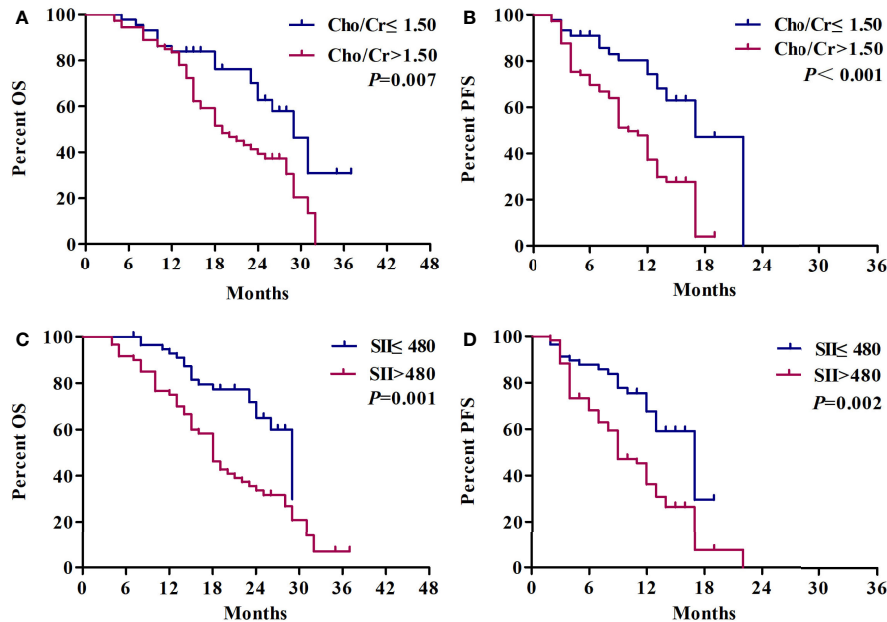 A
Cho/Cr≤ 1.50
Cho/Cr>1.50
P=0.007
Percent OS
100
80
60
40
20
0
0 6 12 18 24 30 36 42 48
Months
B
Cho/Cr≤ 1.50
Cho/Cr>1.50
P< 0.001
Percent PFS
100
80
60
40
20
0
0 6 12 18 24 30 36
Months
C
SII≤ 480
SII>480
P=0.001
Percent OS
100
80
60
40
20
0
0 6 12 18 24 30 36 42 48
Months
D
SII≤ 480
SII>480
P=0.002
Percent PFS
100
80
60
40
20
0
0 6 12 18 24 30 36
Months